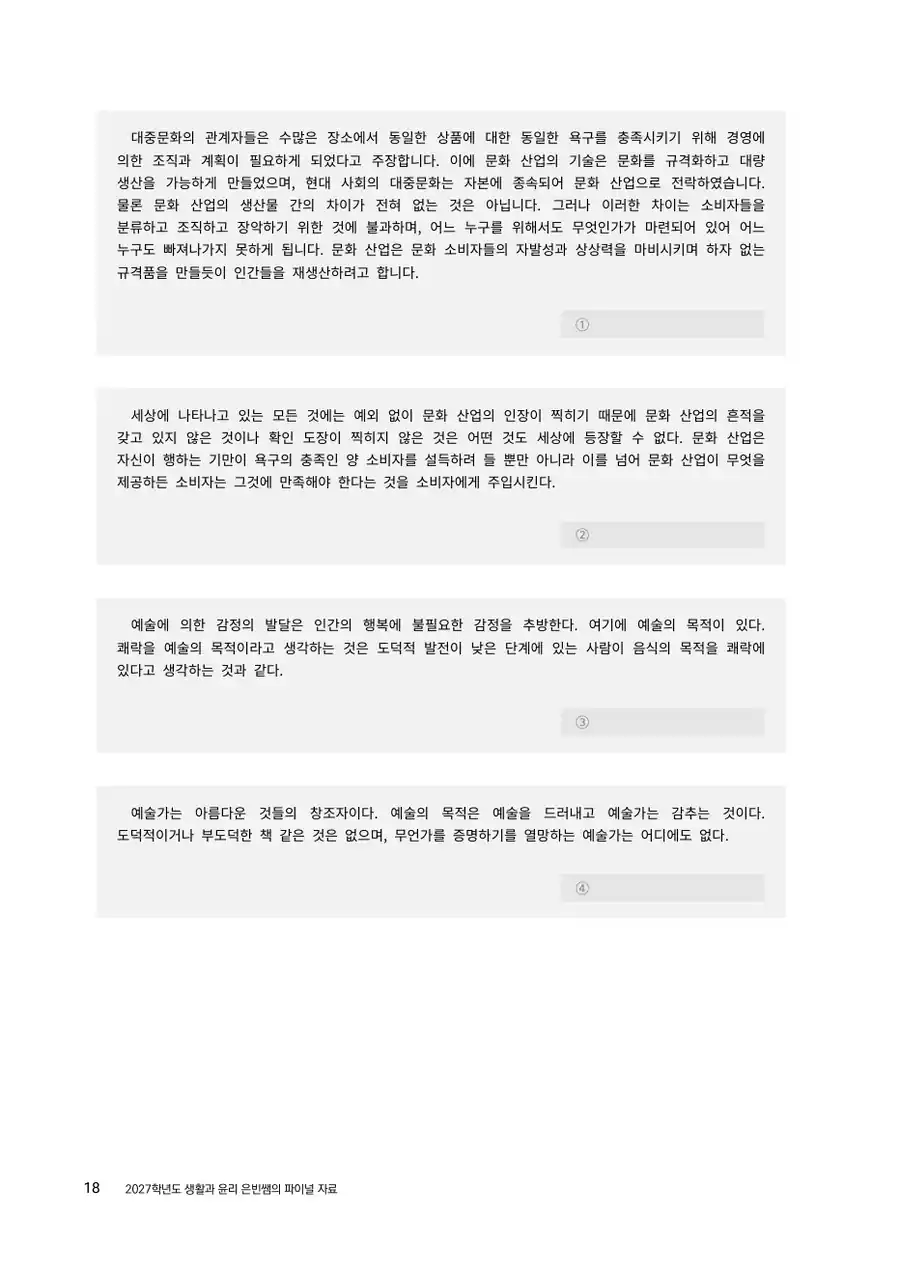 대중문화의 관계자들은 수많은 장소에서 동일한 상품에 대한 동일한 욕구를 충족시키기 위해 경영에
의한 조직과 계획이 필요하게 되었다고 주장합니다. 이에 문화 산업의 기술은 문화를 규격화하고 대량
생산을 가능하게 만들었으며, 현대 사회의 대중문화는 자본에 종속되어 문화 산업으로 전락하였습니다.
물론 문화 산업의 생산물 간의 차이가 전혀 없는 것은 아닙니다. 그러나 이러한 차이는 소비자들을
분류하고 조직하고 장악하기 위한 것에 불과하며, 어느 누구를 위해서도 무엇인가가 마련되어 있어 어느
누구도 빠져나가지 못하게 됩니다. 문화 산업은 문화 소비자들의 자발성과 상상력을 마비시키며 하자 없는
규격품을 만들듯이 인간들을 재생산하려고 합니다.
①
세상에 나타나고 있는 모든 것에는 예외 없이 문화 산업의 인장이 찍히기 때문에 문화 산업의 흔적을
갖고 있지 않은 것이나 확인 도장이 찍히지 않은 것은 어떤 것도 세상에 등장할 수 없다. 문화 산업은
자신이 행하는 기만이 욕구의 충족인 양 소비자를 설득하려 들 뿐만 아니라 이를 넘어 문화 산업이 무엇을
제공하든 소비자는 그것에 만족해야 한다는 것을 소비자에게 주입시킨다.
②
예술에 의한 감정의 발달은 인간의 행복에 불필요한 감정을 추방한다. 여기에 예술의 목적이 있다.
쾌락을 예술의 목적이라고 생각하는 것은 도덕적 발전이 낮은 단계에 있는 사람이 음식의 목적을 쾌락에
있다고 생각하는 것과 같다.
③
예술가는 아름다운 것들의 창조자이다. 예술의 목적은 예술을 드러내고 예술가는 감추는 것이다.
도덕적이거나 부도덕한 책 같은 것은 없으며, 무언가를 증명하기를 열망하는 예술가는 어디에도 없다.
④
18 2027학년도 생활과 윤리 은빈쌤의 파이널 자료